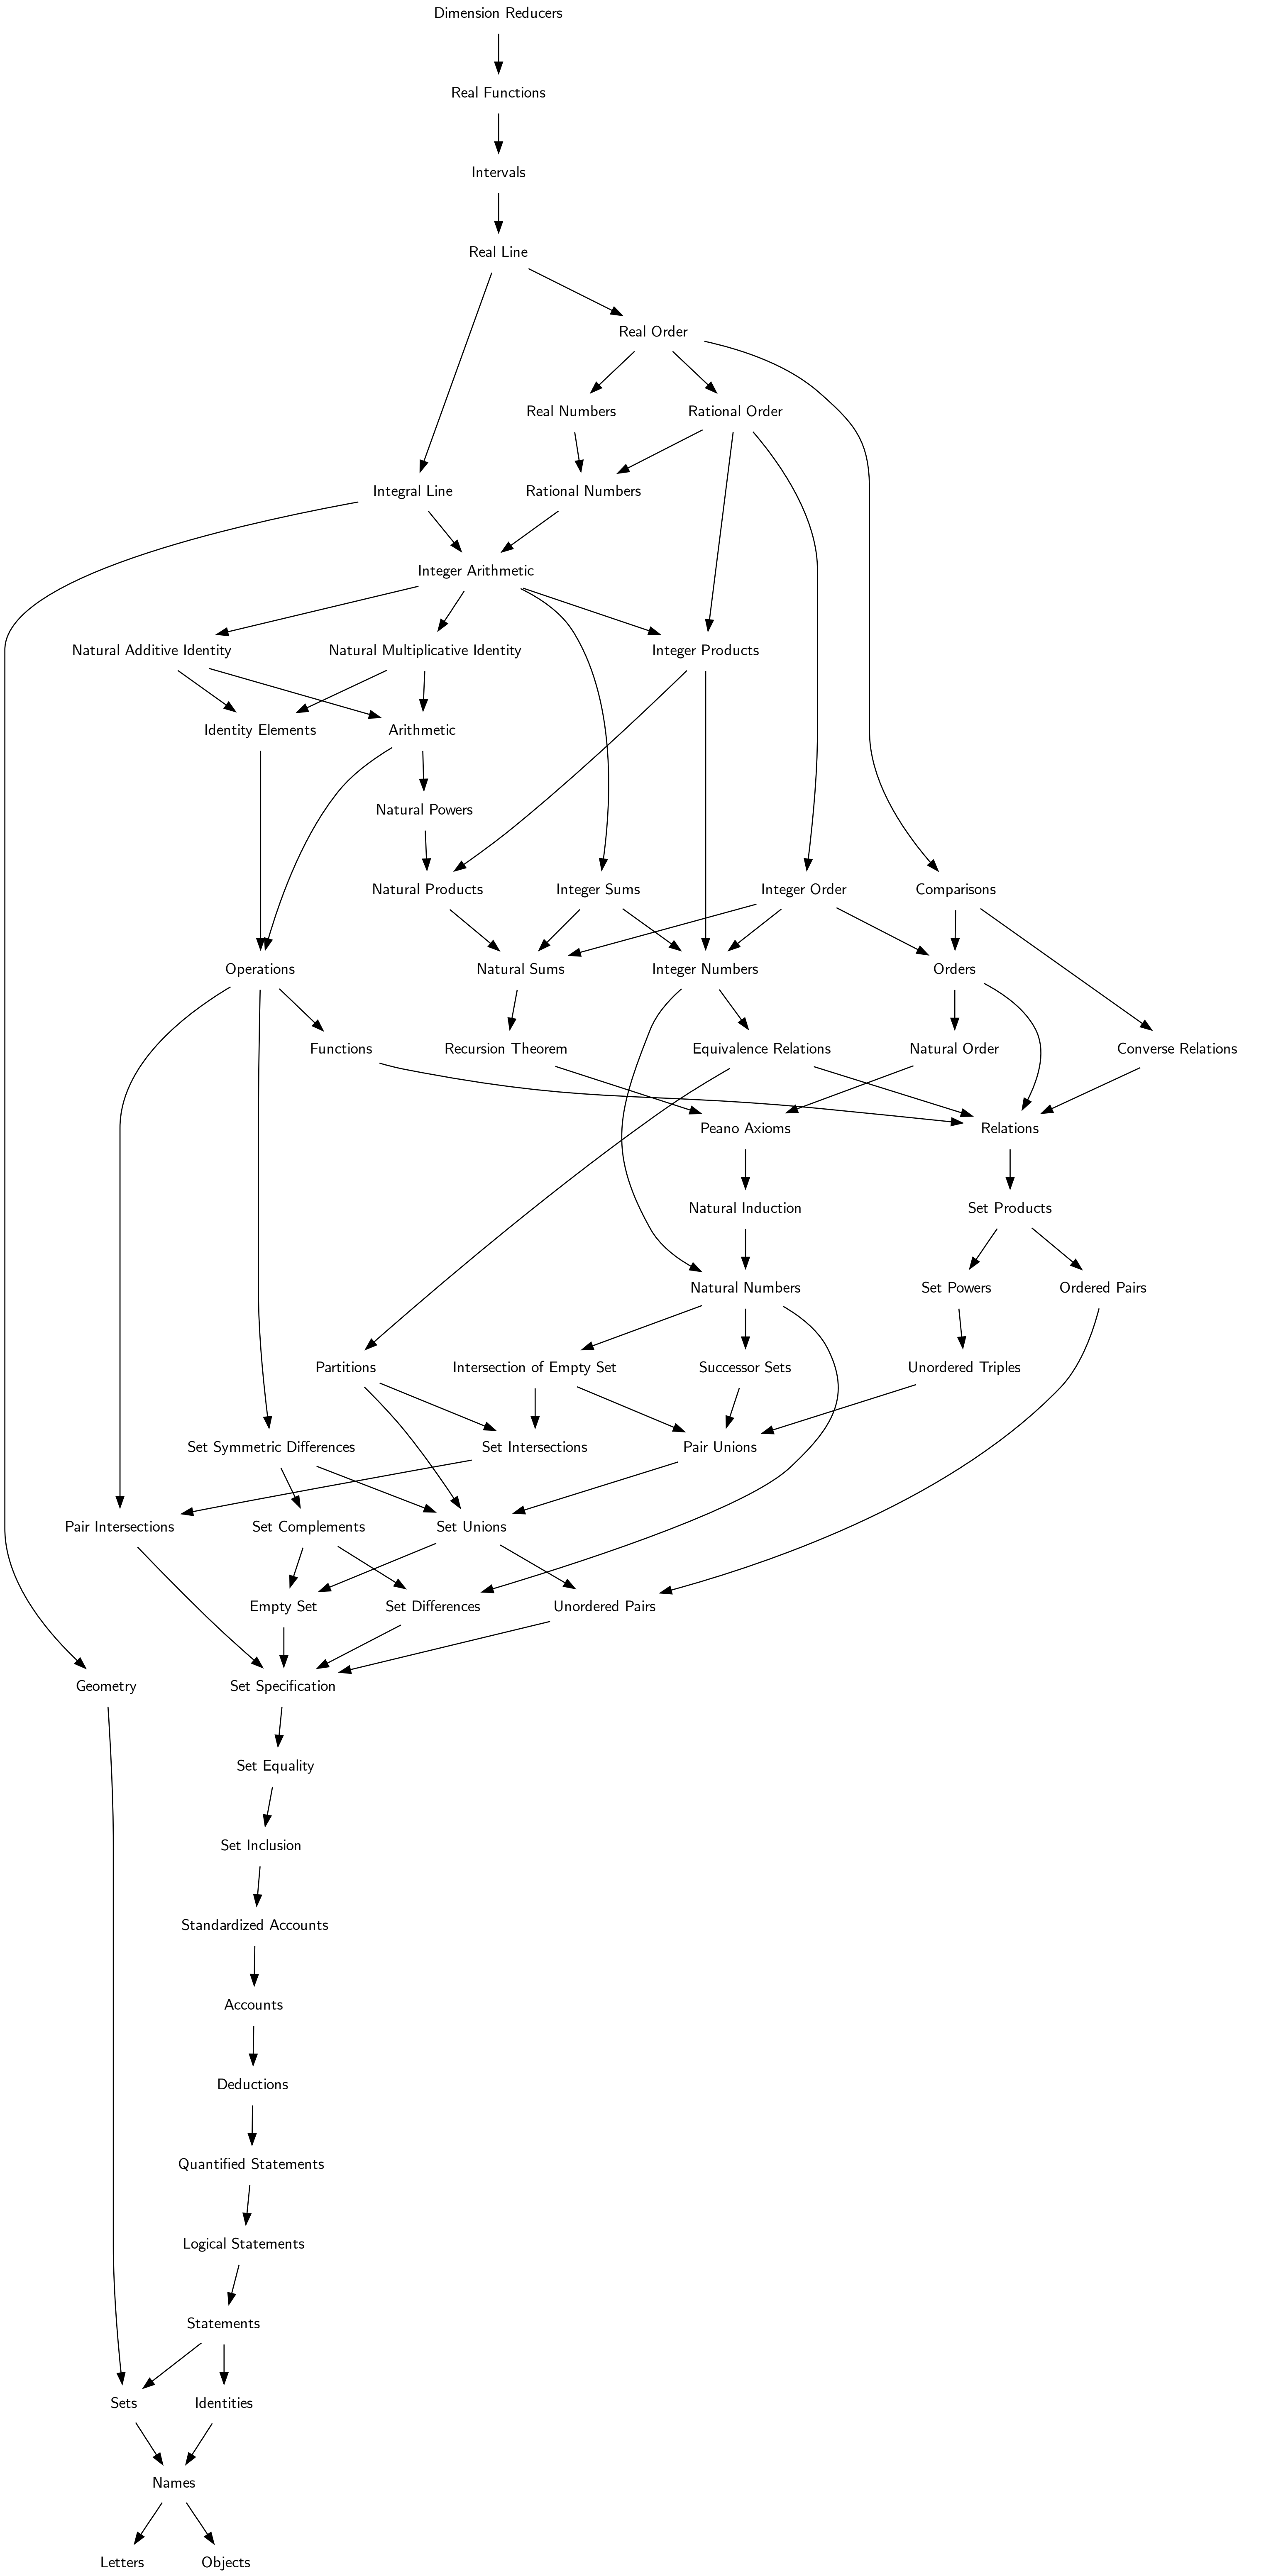 Dimension Reducers
Real Functions
Intervals
Real Line
Real Order
Real Numbers
Rational Order
Integral Line
Rational Numbers
Integer Arithmetic
Natural Additive Identity
Natural Multiplicative Identity
Integer Products
Identity Elements
Arithmetic
Natural Powers
Natural Products
Integer Sums
Integer Order
Comparisons
Operations
Natural Sums
Integer Numbers
Orders
Functions
Recursion Theorem
Equivalence Relations
Natural Order
Converse Relations
Peano Axioms
Relations
Natural Induction
Set Products
Natural Numbers
Set Powers
Ordered Pairs
Partitions
Intersection of Empty Set
Successor Sets
Unordered Triples
Set Symmetric Differences
Set Intersections
Pair Unions
Pair Intersections
Set Complements
Set Unions
Empty Set
Set Differences
Unordered Pairs
Geometry
Set Specification
Set Equality
Set Inclusion
Standardized Accounts
Accounts
Deductions
Quantified Statements
Logical Statements
Statements
Sets
Identities
Names
Letters
Objects